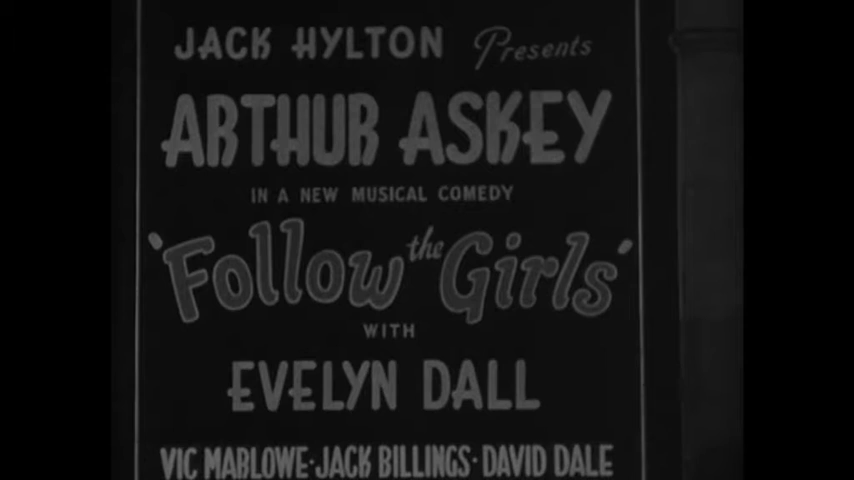 JACK HYLTON Presents
ARTHUR ASKEY
IN A NEW MUSICAL COMEDY
'Follow the Girls'
WITH
EVELYN DALL
VIC MARLOWE · JACK BILLINGS · DAVID DALE